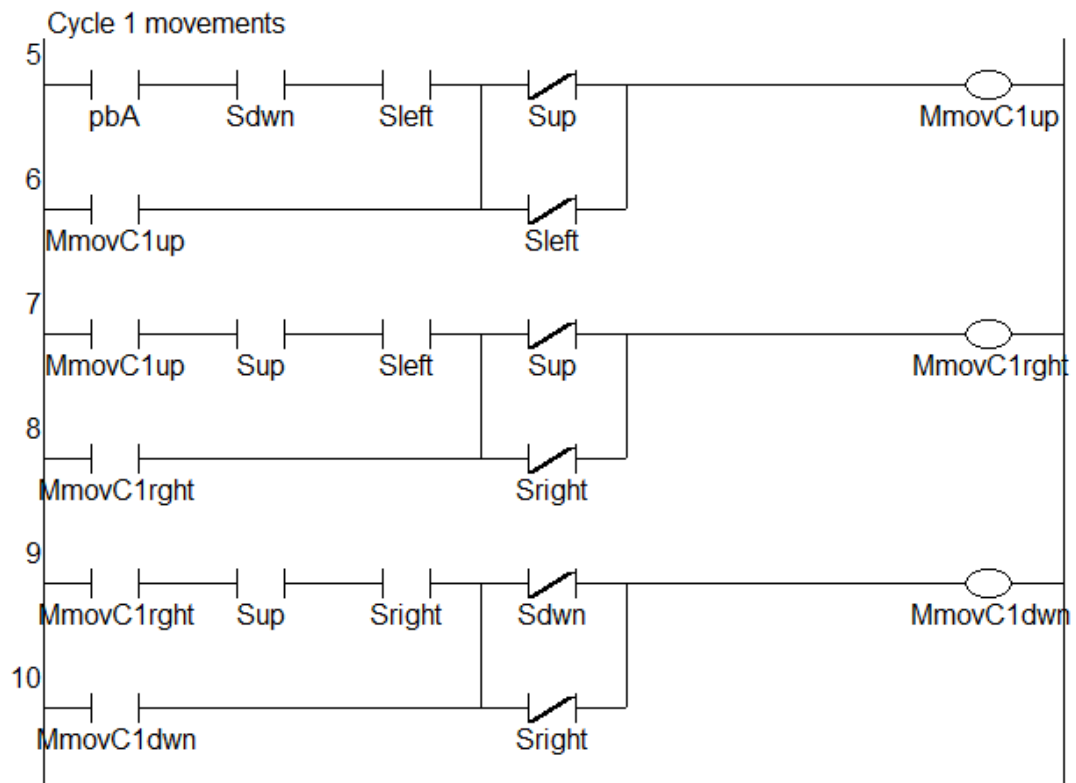 Cycle 1 movements
5
pbA Sdwn Sleft Sup MmovC1up
6
MmovC1up Sleft
7
MmovC1up Sup Sleft Sup MmovC1rght
8
MmovC1rght Sright
9
MmovC1rght Sup Sright Sdwn MmovC1dwn
10
MmovC1dwn Sright